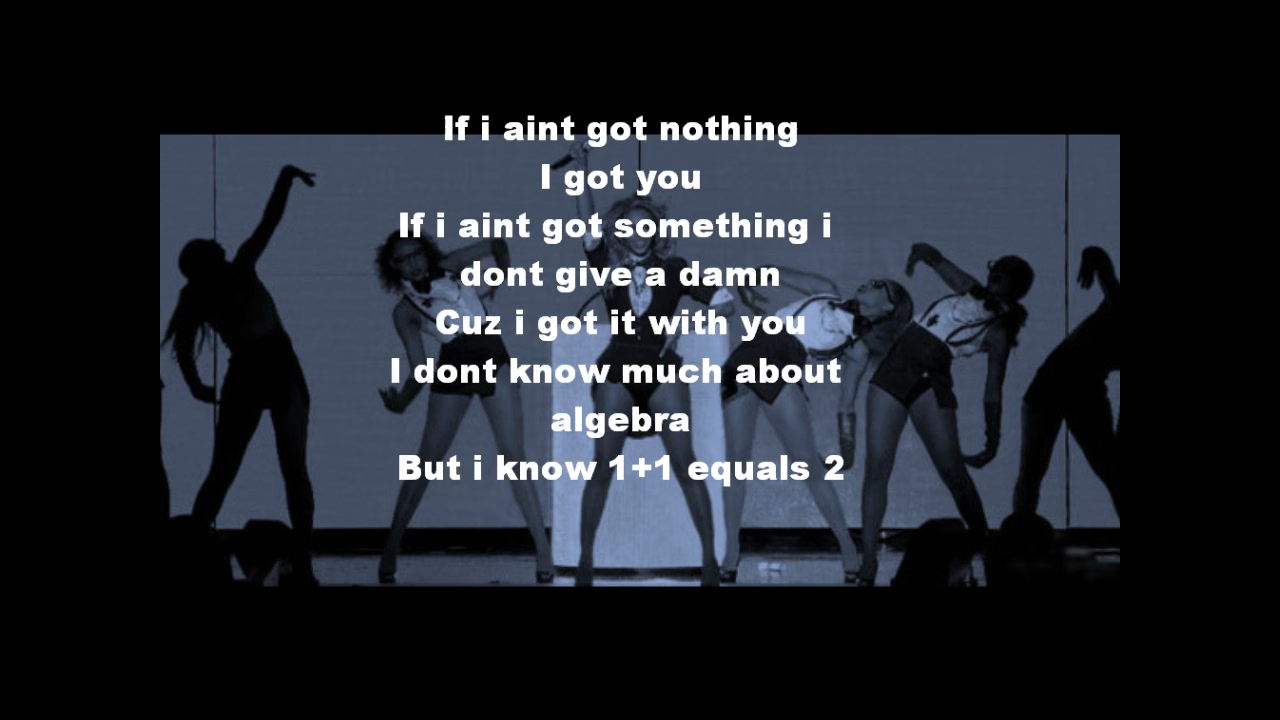 If i aint got nothing
I got you
If i aint got something i
dont give a damn
Cuz i got it with you
I dont know much about
algebra
But i know 1+1 equals 2